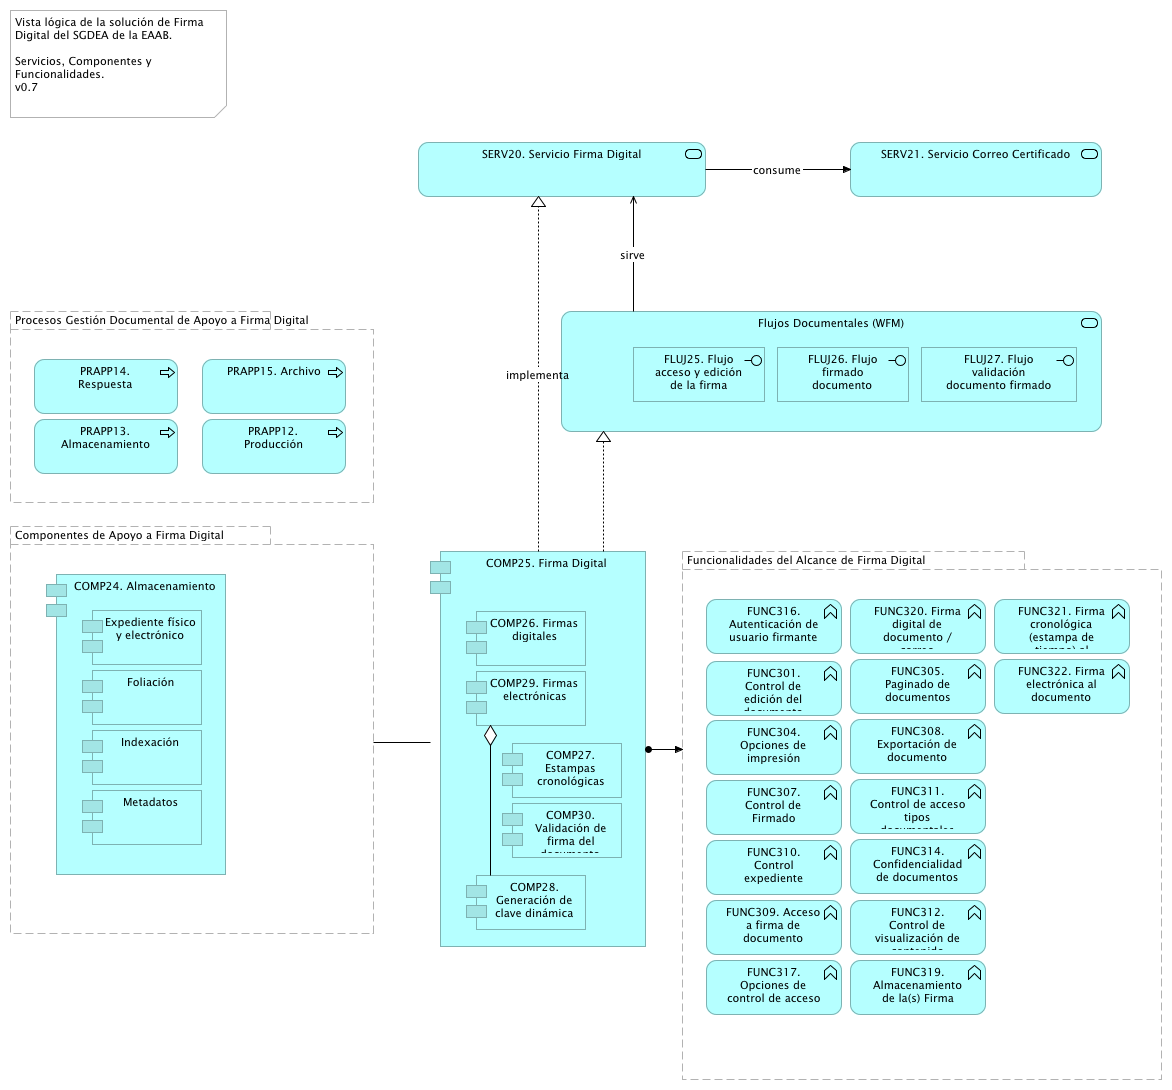 Vista lógica de la solución de Firma
Digital del SGDEA de la EAAB.
Servicios, Componentes y
Funcionalidades.
v0.7
SERV20. Servicio Firma Digital
consume
SERV21. Servicio Correo Certificado
sirve
implementa
Flujos Documentales (WFM)
FLUJ25. Flujo
acceso y edición
de la firma
FLUJ26. Flujo
firmado
documento
FLUJ27. Flujo
validación
documento firmado
Procesos Gestión Documental de Apoyo a Firma Digital
PRAPP14.
Respuesta
PRAPP15. Archivo
PRAPP13.
Almacenamiento
PRAPP12.
Producción
Componentes de Apoyo a Firma Digital
COMP24. Almacenamiento
Expediente físico
y electrónico
Foliación
Indexación
Metadatos
COMP25. Firma Digital
COMP26. Firmas
digitales
COMP29. Firmas
electrónicas
COMP27.
Estampas
cronológicas
COMP30.
Validación de
firma del
documento
COMP28.
Generación de
clave dinámica
Funcionalidades del Alcance de Firma Digital
FUNC316.
Autenticación de
usuario firmante
FUNC320. Firma
digital de
documento /
FUNC321. Firma
cronológica
(estampa de
tiempo) al
FUNC301.
Control de
edición del
documento
FUNC305.
Paginado de
documentos
FUNC322. Firma
electrónica al
documento
FUNC304.
Opciones de
impresión
FUNC308.
Exportación de
documento
FUNC307.
Control de
Firmado
FUNC311.
Control de acceso
tipos
documentales
FUNC310.
Control
expediente
FUNC314.
Confidencialidad
de documentos
FUNC309. Acceso
a firma de
documento
FUNC312.
Control de
visualización de
contenido
FUNC317.
Opciones de
control de acceso
FUNC319.
Almacenamiento
de la(s) Firma